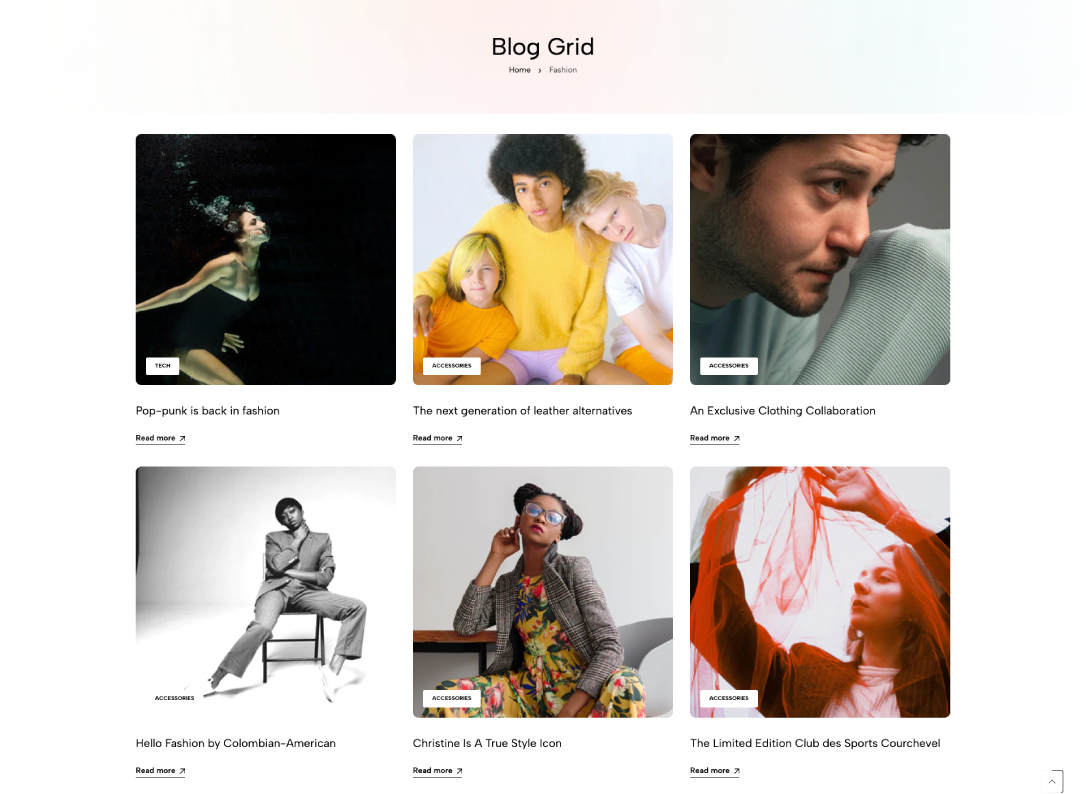 Blog Grid
Home › Fashion
TECH
ACCESSORIES
ACCESSORIES
Pop-punk is back in fashion
The next generation of leather alternatives
An Exclusive Clothing Collaboration
Read more
Read more
Read more
ACCESSORIES
ACCESSORIES
ACCESSORIES
Hello Fashion by Colombian-American
Christine Is A True Style Icon
The Limited Edition Club des Sports Courchevel
Read more
Read more
Read more